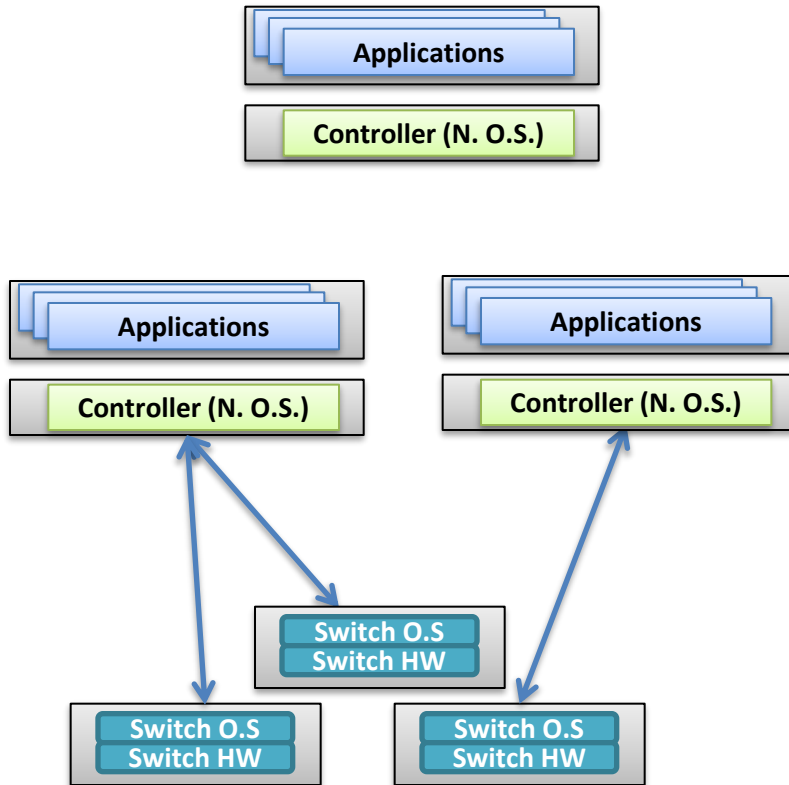 Applications
Controller (N. O.S.)
Applications
Applications
Controller (N. O.S.)
Controller (N. O.S.)
Switch O.S
Switch HW
Switch O.S
Switch HW
Switch O.S
Switch HW